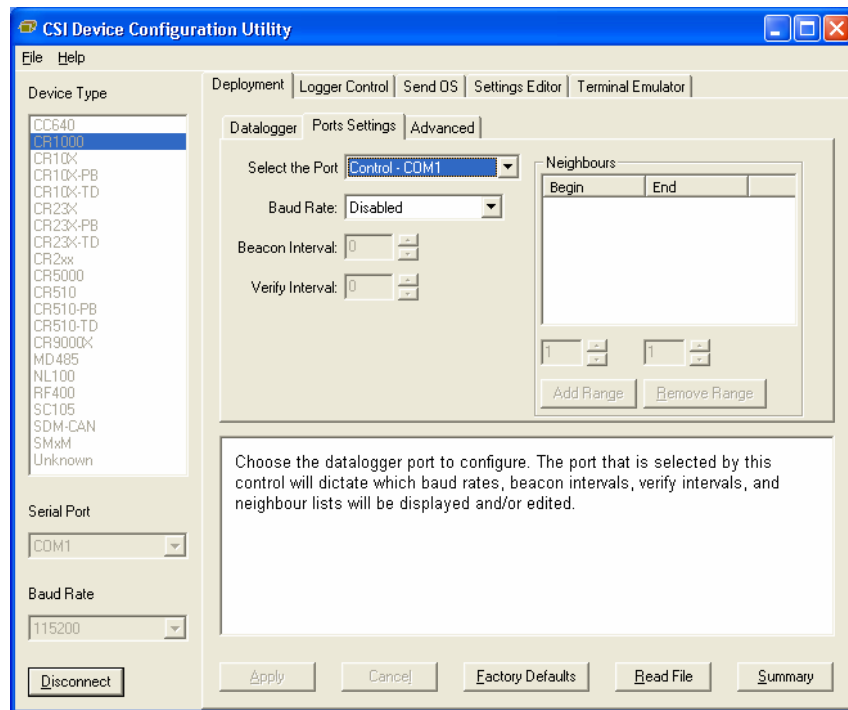 CSI Device Configuration Utility
File Help
Device Type
CC640
CR1000
CR10X
CR10X-PB
CR10X-TD
CR23X
CR23X-PB
CR23X-TD
CR2xx
CR5000
CR510
CR510-PB
CR510-TD
CR9000X
MD485
NL100
RF400
SC105
SDM-CAN
SMxM
Unknown
Serial Port
COM1
Baud Rate
115200
Disconnect
Deployment Logger Control Send OS Settings Editor Terminal Emulator
Datalogger Ports Settings Advanced
Select the Port Control - COM1
Baud Rate: Disabled
Beacon Interval: 0
Verify Interval: 0
Neighbours
Begin End
1 1
Add Range Remove Range
Choose the datalogger port to configure. The port that is selected by this
control will dictate which baud rates, beacon intervals, verify intervals, and
neighbour lists will be displayed and/or edited.
Apply Cancel Factory Defaults Read File Summary